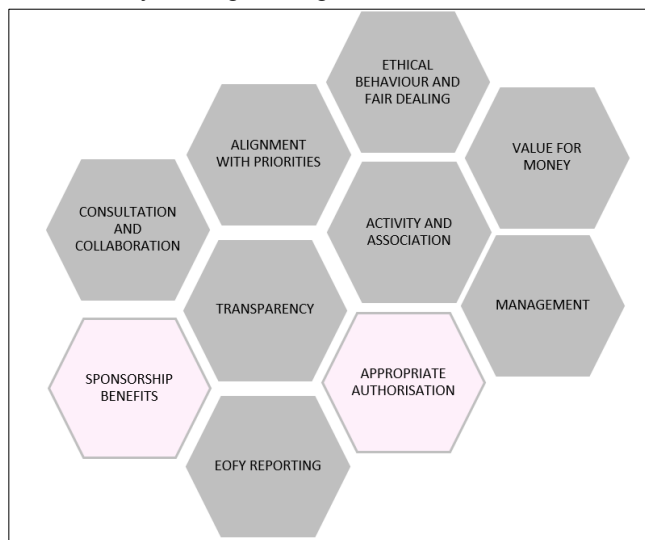 ETHICAL
BEHAVIOUR AND
FAIR DEALING
ALIGNMENT
WITH PRIORITIES
VALUE FOR
MONEY
CONSULTATION
AND
COLLABORATION
ACTIVITY AND
ASSOCIATION
TRANSPARENCY
MANAGEMENT
SPONSORSHIP
BENEFITS
APPROPRIATE
AUTHORISATION
EOFY REPORTING